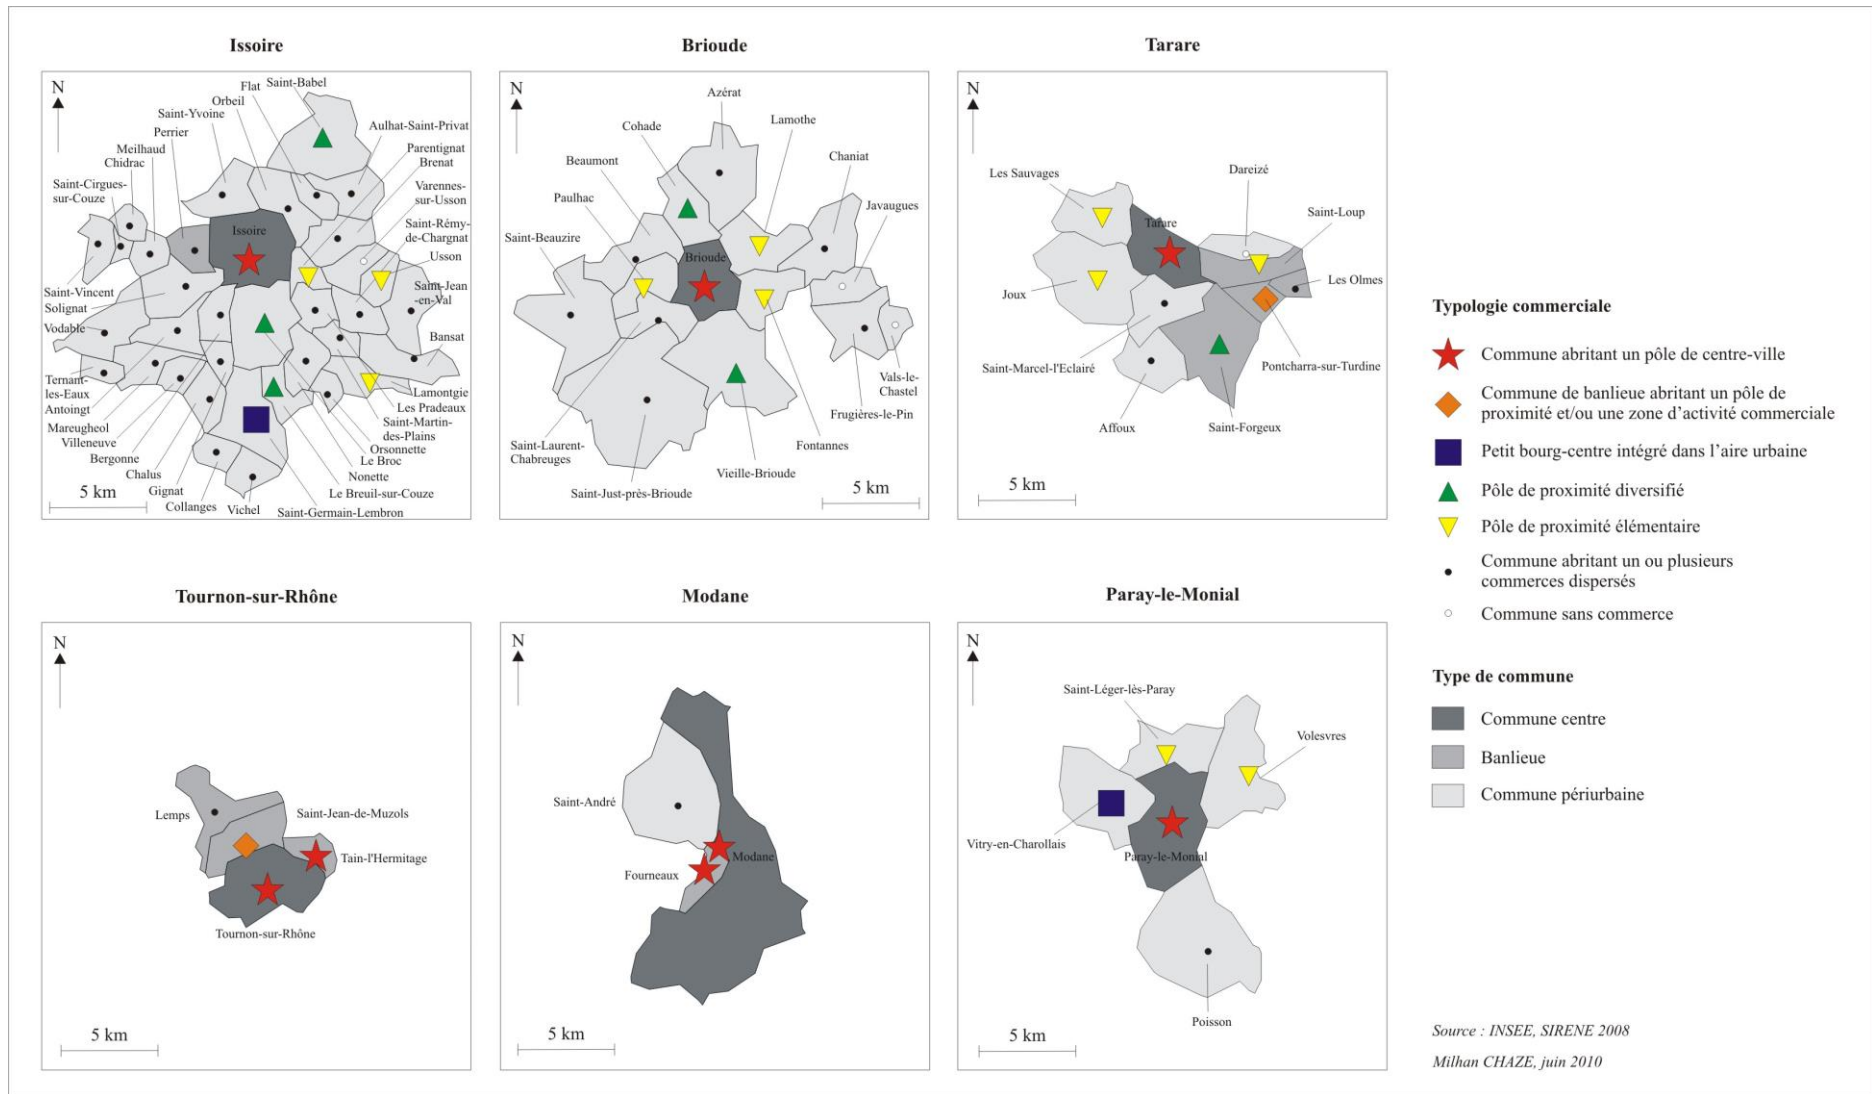 Issoire
N
Saint-Babel
Flat
Orbeil
Saint-Yvoine
Perrier
Meilhaud
Chidrac
Saint-Cirgues-
sur-Couze
Aulhat-Saint-Privat
Parentignat
Brenat
Varennes-
sur-Usson
Saint-Rémy-
de-Chargnat
Usson
Saint-Jean
-en-Val
Bansat
Issoire
Saint-Vincent
Solignat
Vodable
Ternant-
les-Eaux
Antoingt
Mareugheol
Villeneuve
Bergonne
Chalus
Gignat
Collanges
Vichel
Lamontgie
Les Pradeaux
Saint-Martin-
des-Plains
Orsonnette
Le Broc
Nonette
Le Breuil-sur-Couze
Saint-Germain-Lembron
5 km
Brioude
N
Azérat
Cohade
Lamothe
Beaumont
Chaniat
Paulhac
Javaugues
Saint-Beauzire
Brioude
Vals-le-
Chastel
Frugières-le-Pin
Fontannes
Saint-Laurent-
Chabreuges
Vieille-Brioude
Saint-Just-près-Brioude
5 km
Tarare
N
Les Sauvages
Dareizé
Saint-Loup
Tarare
Les Olmes
Joux
Saint-Marcel-l'Eclairé
Pontcharra-sur-Turdine
Affoux
Saint-Forgeux
5 km
Tournon-sur-Rhône
N
Lemps
Saint-Jean-de-Muzols
Tain-l'Hermitage
Tournon-sur-Rhône
5 km
Modane
N
Saint-André
Modane
Fourneaux
5 km
Paray-le-Monial
N
Saint-Léger-lès-Paray
Volesvres
Vitry-en-Charollais
Paray-le-Monial
Poisson
5 km
Typologie commerciale
Commune abritant un pôle de centre-ville
Commune de banlieue abritant un pôle de
proximité et/ou une zone d’activité commerciale
Petit bourg-centre intégré dans l’aire urbaine
Pôle de proximité diversifié
Pôle de proximité élémentaire
Commune abritant un ou plusieurs
commerces dispersés
Commune sans commerce
Type de commune
Commune centre
Banlieue
Commune périurbaine
Source : INSEE, SIRENE 2008
Milhan CHAZE, juin 2010